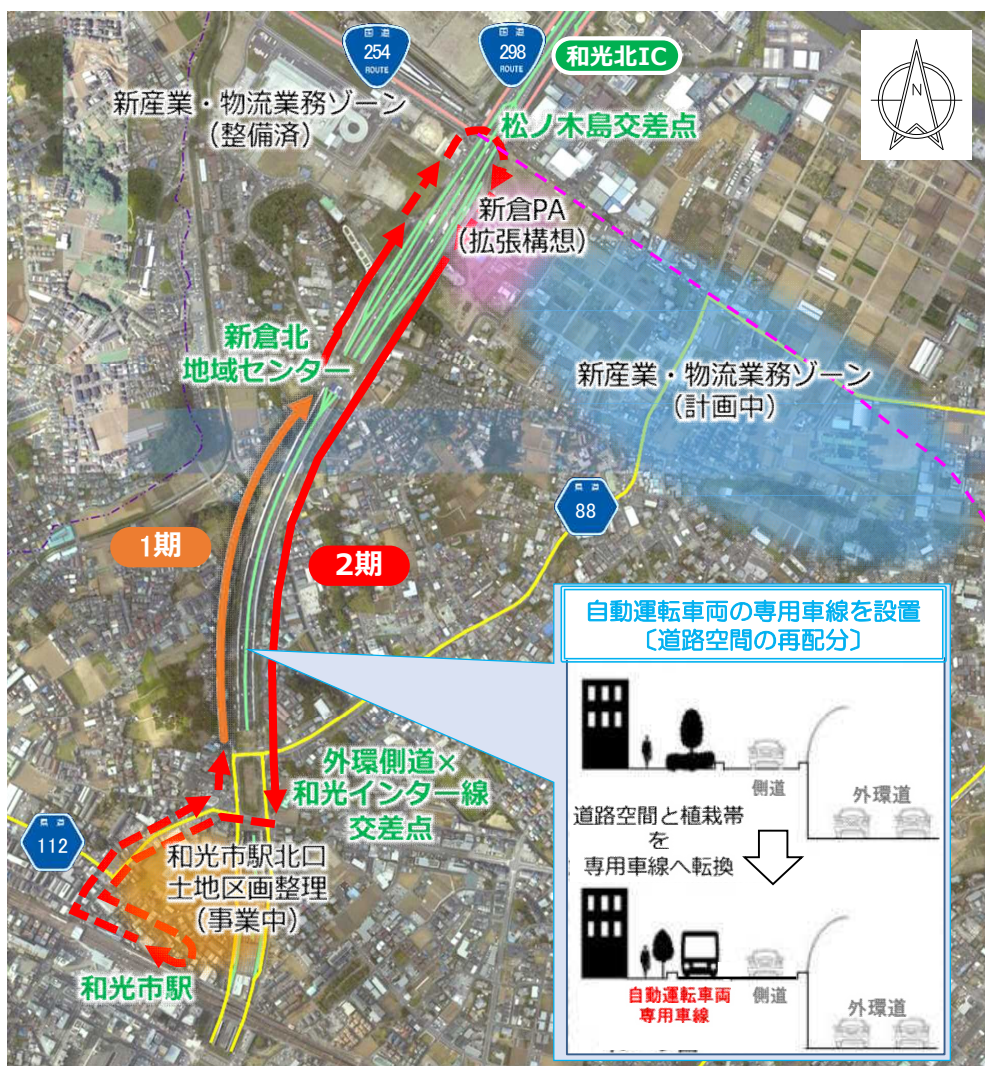 国道
254
ROUTE
国道
298
ROUTE
和光北IC
N
新産業・物流業務ゾーン
(整備済)
松ノ木島交差点
新倉PA
(拡張構想)
新倉北
地域センター
新産業・物流業務ゾーン
(計画中)
県道
88
1期
2期
自動運転車両の専用車線を設置
〔道路空間の再配分〕
側道
外環道
道路空間と植栽帯
を
専用車線へ転換
自動運転車両
専用車線
側道
外環道
外環側道×
和光インター線
交差点
県道
112
和光市駅北口
土地区画整理
(事業中)
和光市駅